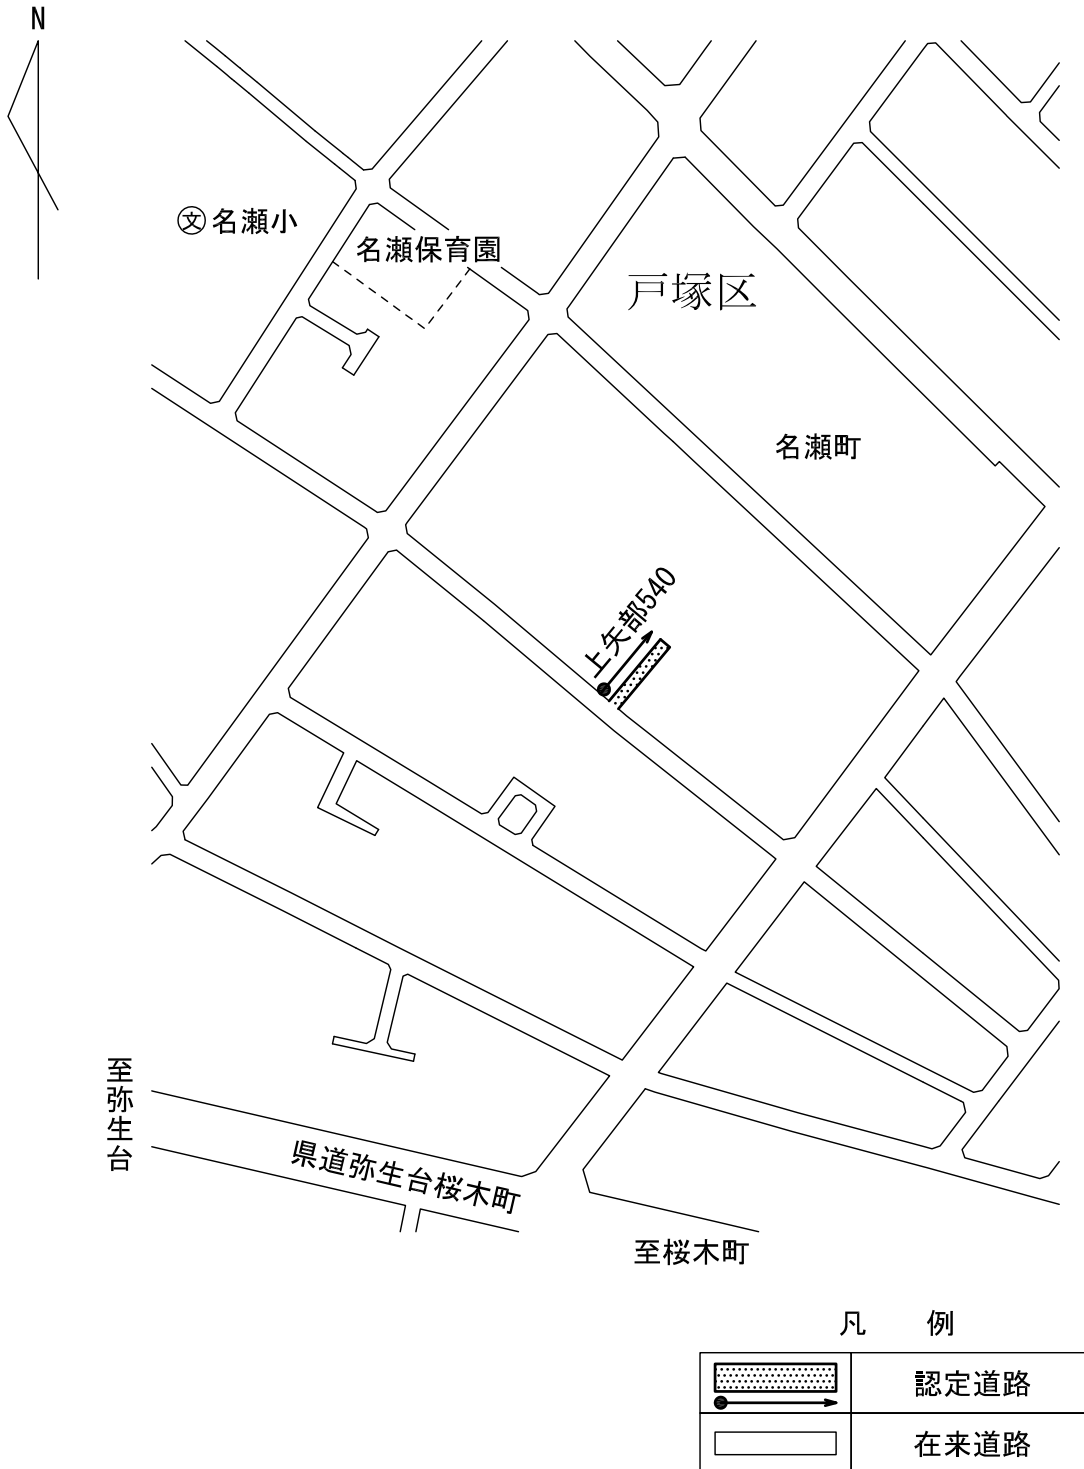 N
文 名瀬小
名瀬保育園
戸塚区
名瀬町
上矢部540
至弥生台
県道弥生台桜木町
至桜木町
凡 例
認定道路
在来道路